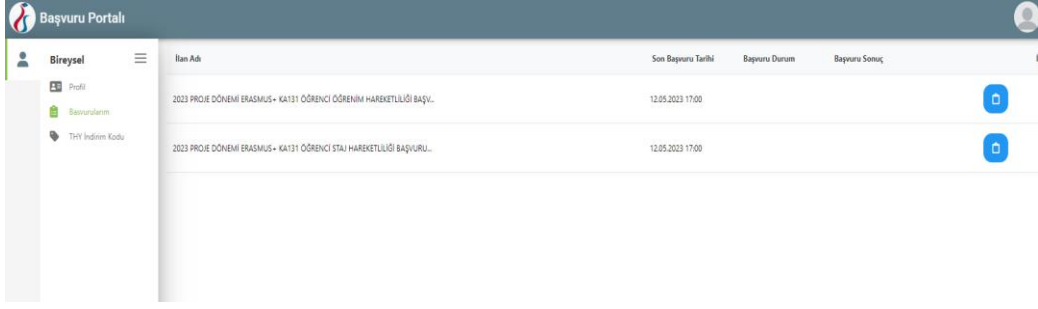 Başvuru Portalı
Bireysel
Profil
Başvurularım
THY İndirim Kodu
İlan Adı Son Başvuru Tarihi Başvuru Durum Başvuru Sonuç
2023 PROJE DÖNEMİ ERASMUS+ KA131 ÖĞRENCİ ÖĞRENİM HAREKETLİLİĞİ BAŞV... 12.05.2023 17:00
2023 PROJE DÖNEMİ ERASMUS+ KA131 ÖĞRENCİ STAJ HAREKETLİLİĞİ BAŞVURU... 12.05.2023 17:00